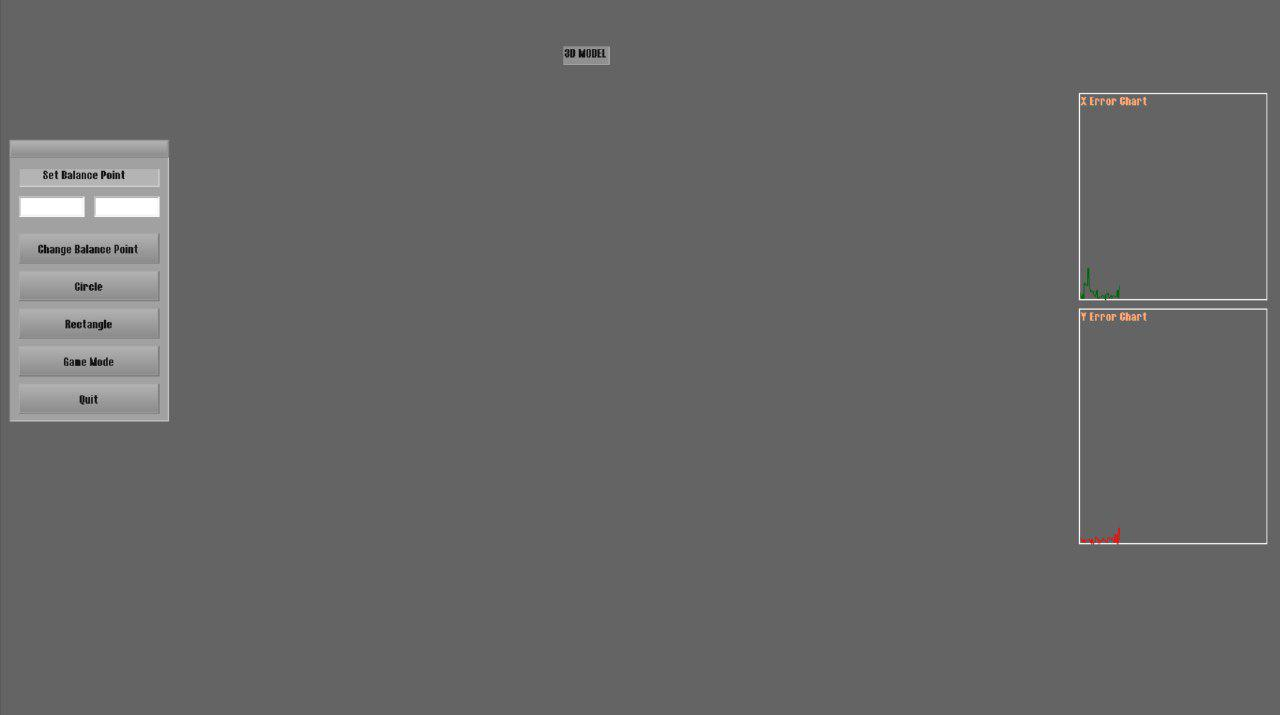 3D MODEL
X Error Chart
Set Balance Point
Change Balance Point
Circle
Rectangle
Game Mode
Quit
Y Error Chart